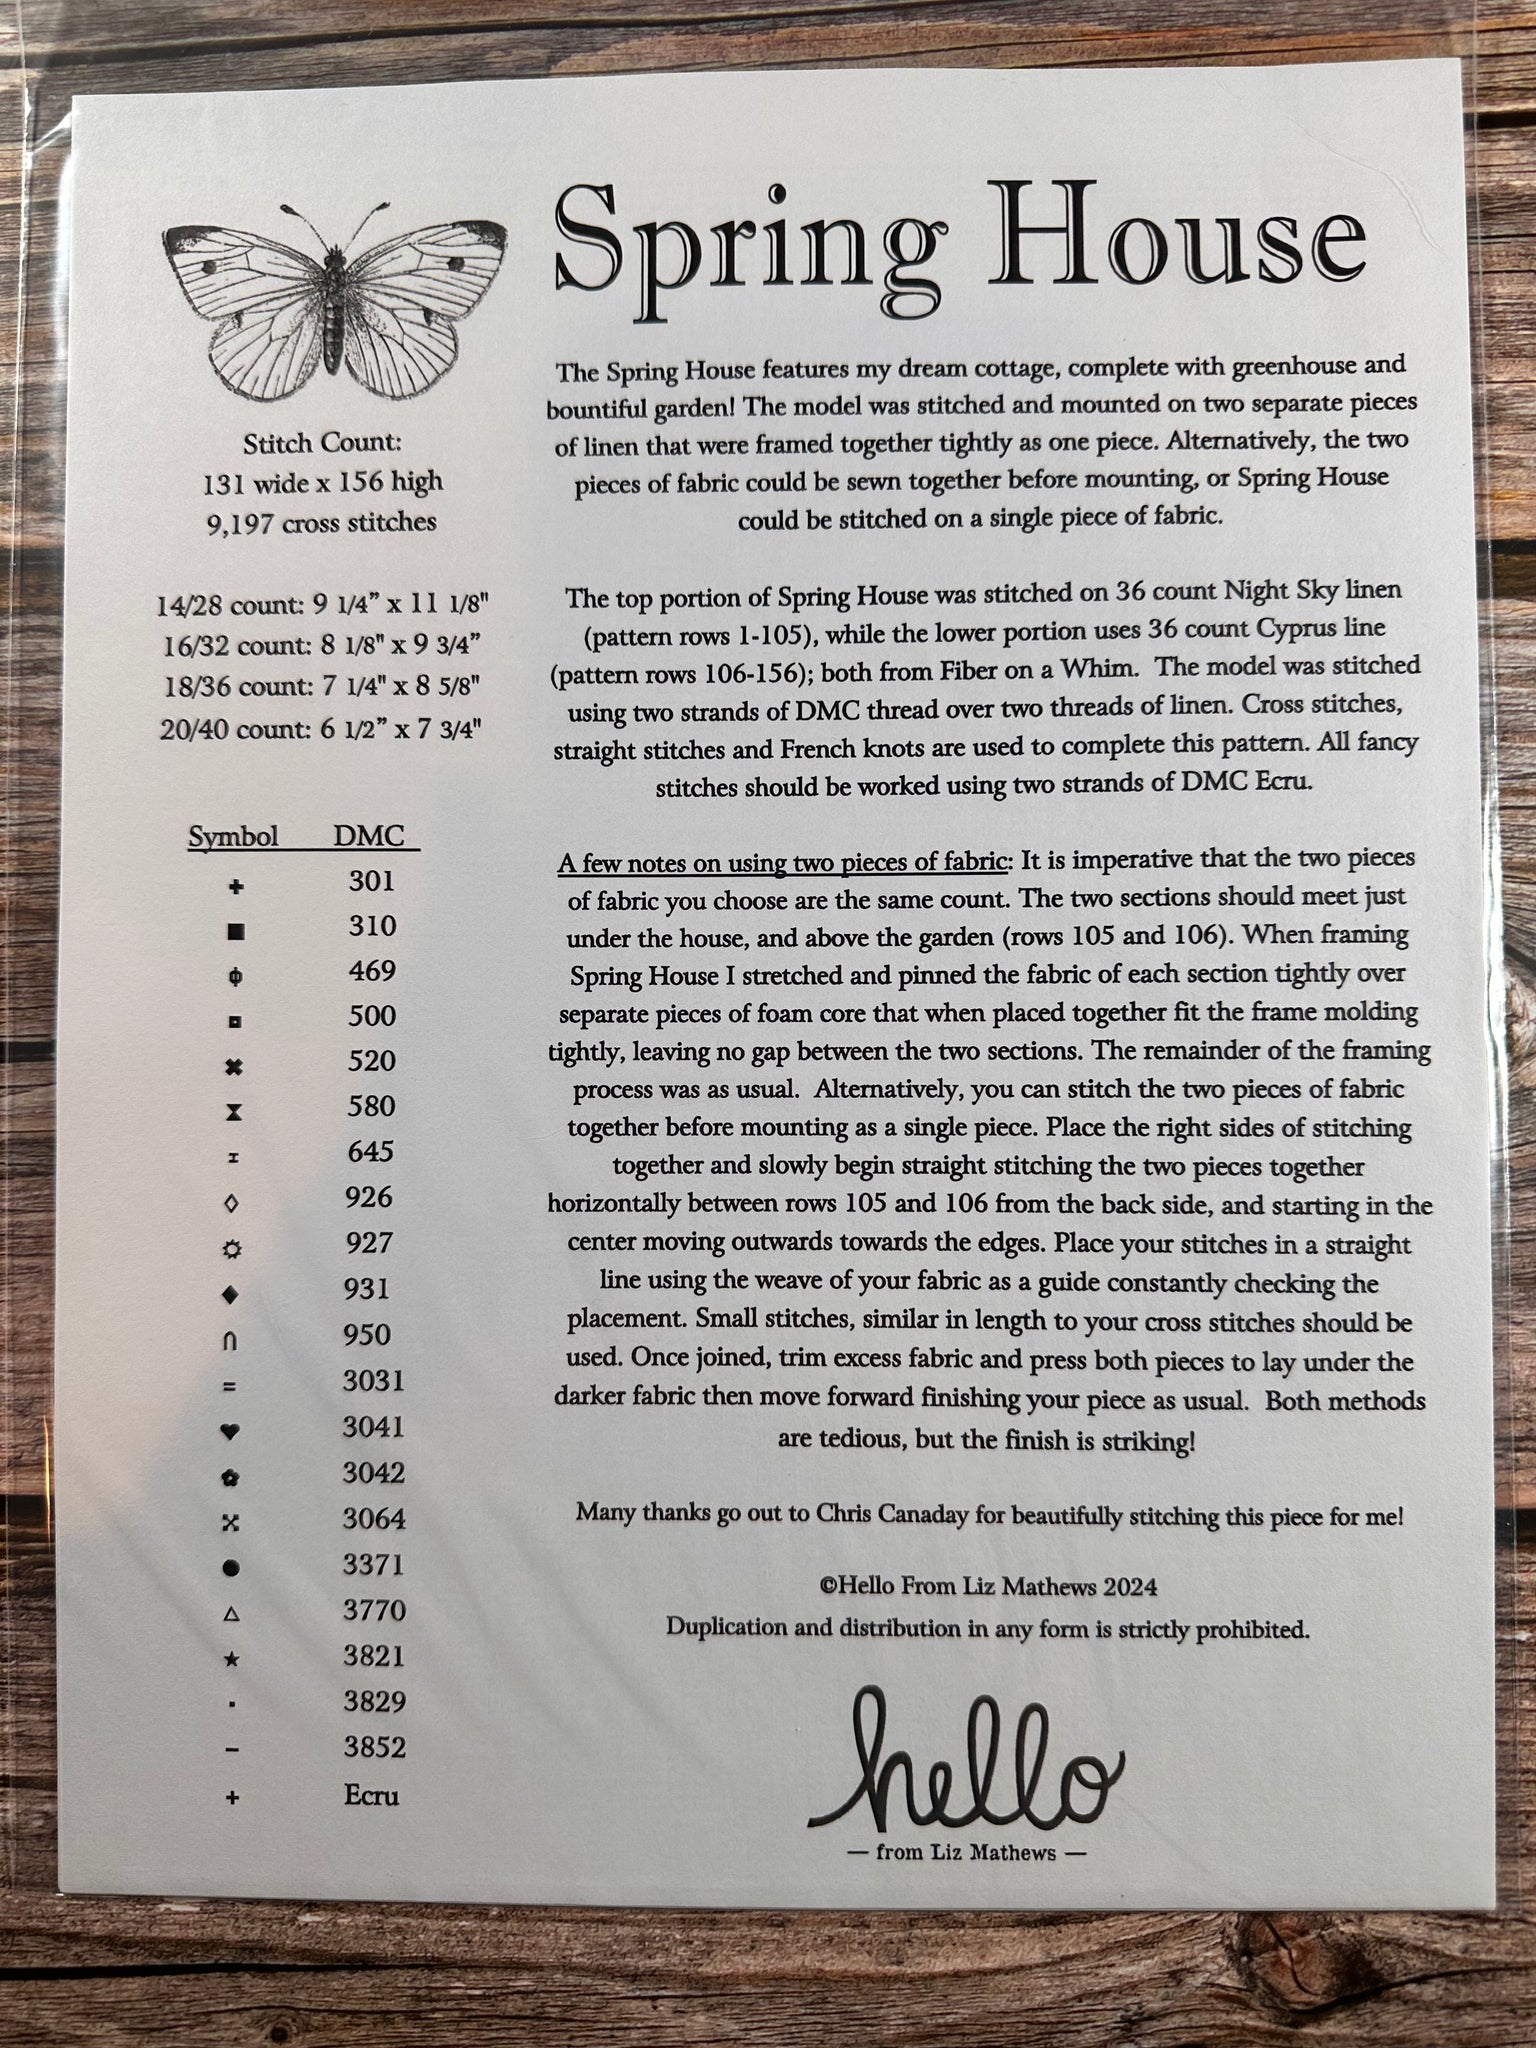 Spring House
Stitch Count:
131 wide x 156 high
9,197 cross stitches
14/28 count: 9 1/4” x 11 1/8"
16/32 count: 8 1/8" x 9 3/4”
18/36 count: 7 1/4" x 8 5/8"
20/40 count: 6 1/2” x 7 3/4"
Symbol DMC
✚ 301
■ 310
ϕ 469
◘ 500
✖ 520
⧗ 580
⌶ 645
◊ 926
☼ 927
◆ 931
∩ 950
= 3031
♥ 3041
✿ 3042
⤧ 3064
● 3371
△ 3770
★ 3821
▪ 3829
− 3852
+ Ecru
The Spring House features my dream cottage, complete with greenhouse and
bountiful garden! The model was stitched and mounted on two separate pieces
of linen that were framed together tightly as one piece. Alternatively, the two
pieces of fabric could be sewn together before mounting, or Spring House
could be stitched on a single piece of fabric.
The top portion of Spring House was stitched on 36 count Night Sky linen
(pattern rows 1-105), while the lower portion uses 36 count Cyprus line
(pattern rows 106-156); both from Fiber on a Whim. The model was stitched
using two strands of DMC thread over two threads of linen. Cross stitches,
straight stitches and French knots are used to complete this pattern. All fancy
stitches should be worked using two strands of DMC Ecru.
A few notes on using two pieces of fabric: It is imperative that the two pieces
of fabric you choose are the same count. The two sections should meet just
under the house, and above the garden (rows 105 and 106). When framing
Spring House I stretched and pinned the fabric of each section tightly over
separate pieces of foam core that when placed together fit the frame molding
tightly, leaving no gap between the two sections. The remainder of the framing
process was as usual. Alternatively, you can stitch the two pieces of fabric
together before mounting as a single piece. Place the right sides of stitching
together and slowly begin straight stitching the two pieces together
horizontally between rows 105 and 106 from the back side, and starting in the
center moving outwards towards the edges. Place your stitches in a straight
line using the weave of your fabric as a guide constantly checking the
placement. Small stitches, similar in length to your cross stitches should be
used. Once joined, trim excess fabric and press both pieces to lay under the
darker fabric then move forward finishing your piece as usual. Both methods
are tedious, but the finish is striking!
Many thanks go out to Chris Canaday for beautifully stitching this piece for me!
©Hello From Liz Mathews 2024
Duplication and distribution in any form is strictly prohibited.
hello
— from Liz Mathews —